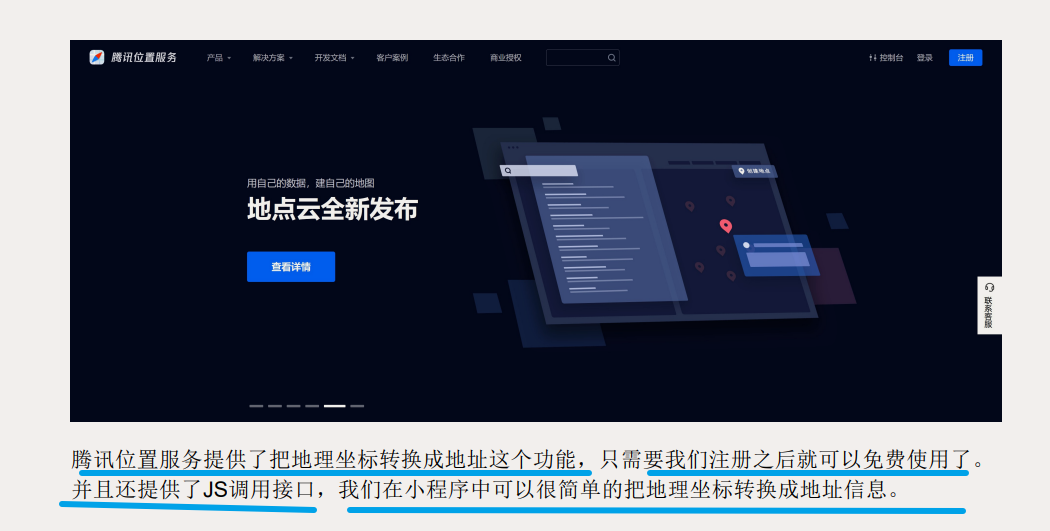 腾讯位置服务 产品 解决方案 开发文档 客户案例 生态合作 商业授权 控制台 登录 注册
用自己的数据，建自己的地图
地点云全新发布
创建地点
查看详情
联系客服
腾讯位置服务提供了把地理坐标转换成地址这个功能，只需要我们注册之后就可以免费使用了。
并且还提供了JS调用接口，我们在小程序中可以很简单的把地理坐标转换成地址信息。